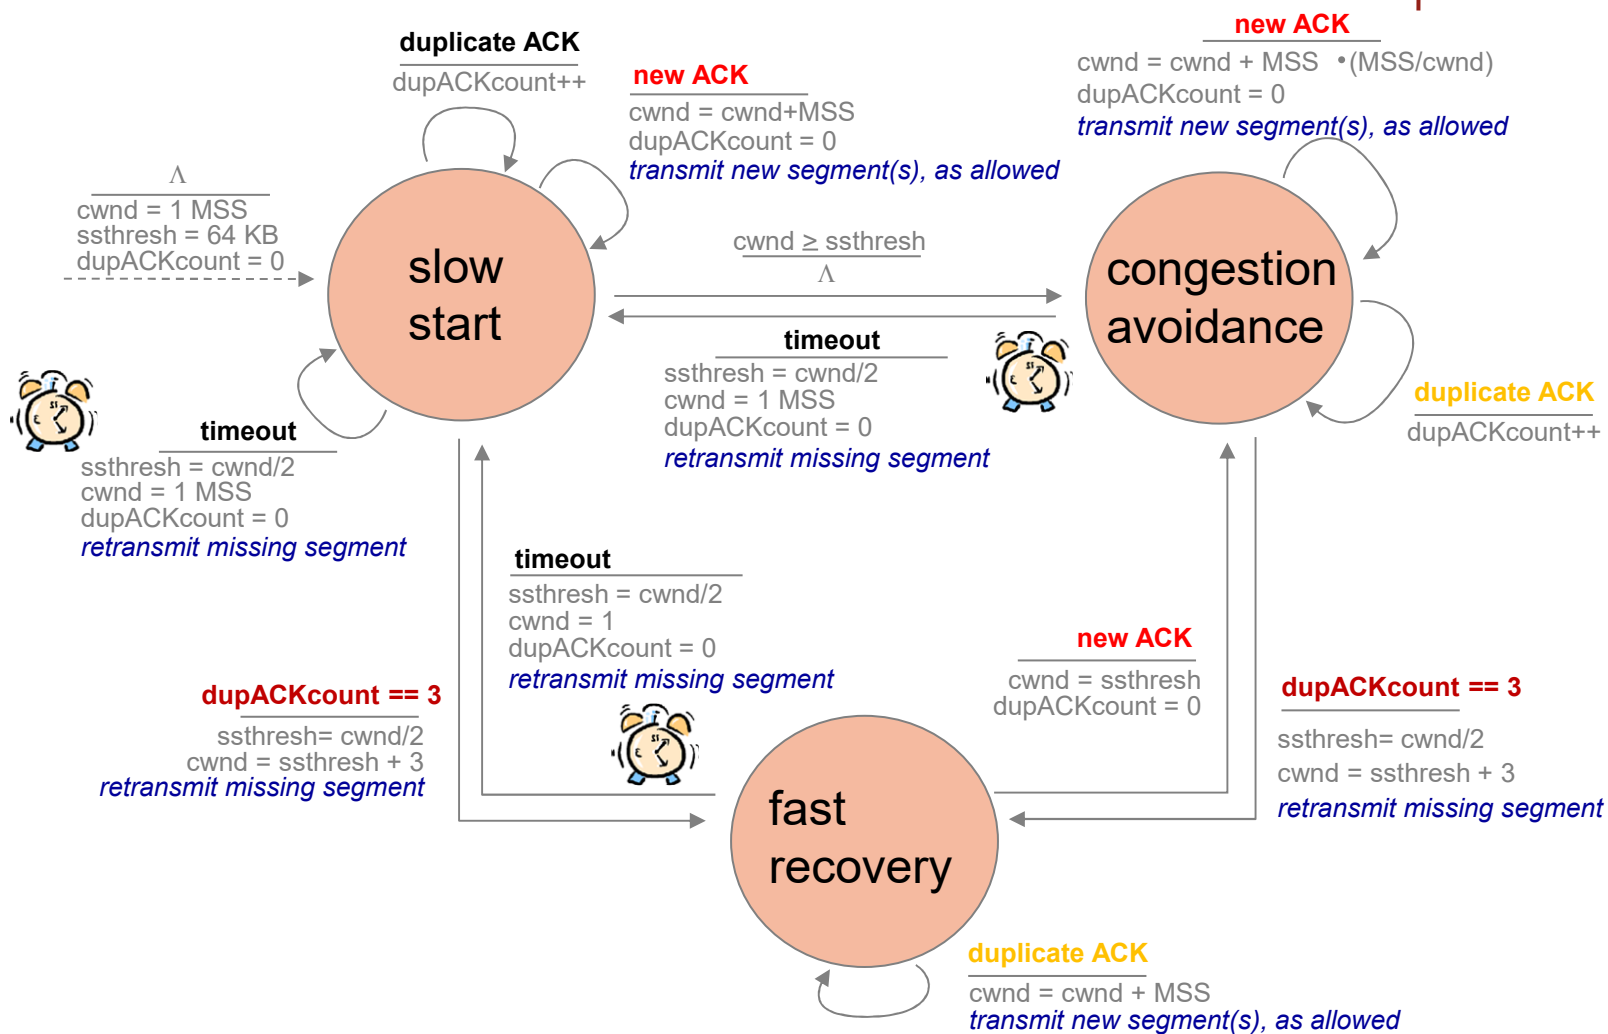 duplicate ACK
dupACKcount++
new ACK
cwnd = cwnd+MSS
dupACKcount = 0
transmit new segment(s), as allowed
new ACK
cwnd = cwnd + MSS •(MSS/cwnd)
dupACKcount = 0
transmit new segment(s), as allowed
Λ
cwnd = 1 MSS
ssthresh = 64 KB
dupACKcount = 0
slow
start
cwnd ≥ ssthresh
Λ
congestion
avoidance
timeout
ssthresh = cwnd/2
cwnd = 1 MSS
dupACKcount = 0
retransmit missing segment
duplicate ACK
dupACKcount++
timeout
ssthresh = cwnd/2
cwnd = 1 MSS
dupACKcount = 0
retransmit missing segment
timeout
ssthresh = cwnd/2
cwnd = 1
dupACKcount = 0
retransmit missing segment
new ACK
cwnd = ssthresh
dupACKcount = 0
dupACKcount == 3
ssthresh= cwnd/2
cwnd = ssthresh + 3
retransmit missing segment
dupACKcount == 3
ssthresh= cwnd/2
cwnd = ssthresh + 3
retransmit missing segment
fast
recovery
duplicate ACK
cwnd = cwnd + MSS
transmit new segment(s), as allowed